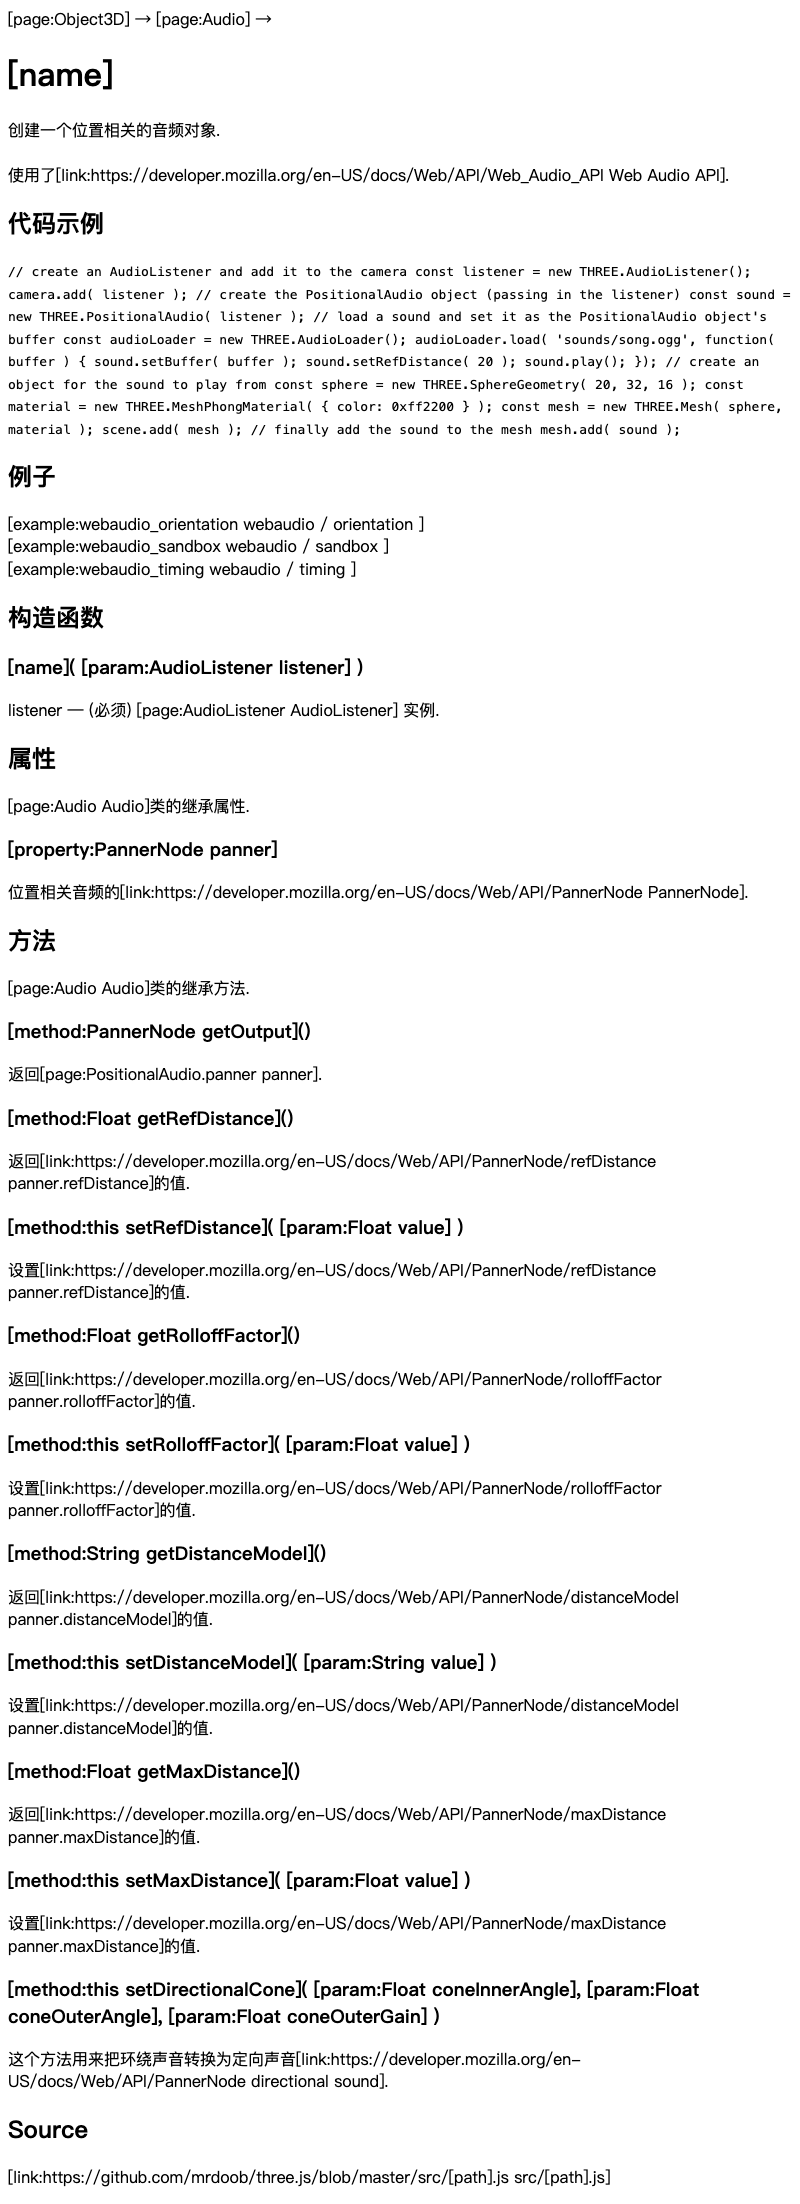 [page:Object3D] → [page:Audio] →
[name]
创建一个位置相关的音频对象.
使用了[link:https://developer.mozilla.org/en-US/docs/Web/API/Web_Audio_API Web Audio API].
代码示例
// create an AudioListener and add it to the camera const listener = new THREE.AudioListener();
camera.add( listener ); // create the PositionalAudio object (passing in the listener) const sound =
new THREE.PositionalAudio( listener ); // load a sound and set it as the PositionalAudio object's
buffer const audioLoader = new THREE.AudioLoader(); audioLoader.load( 'sounds/song.ogg', function(
buffer ) { sound.setBuffer( buffer ); sound.setRefDistance( 20 ); sound.play(); }); // create an
object for the sound to play from const sphere = new THREE.SphereGeometry( 20, 32, 16 ); const
material = new THREE.MeshPhongMaterial( { color: 0xff2200 } ); const mesh = new THREE.Mesh( sphere,
material ); scene.add( mesh ); // finally add the sound to the mesh mesh.add( sound );
例子
[example:webaudio_orientation webaudio / orientation ]
[example:webaudio_sandbox webaudio / sandbox ]
[example:webaudio_timing webaudio / timing ]
构造函数
[name]( [param:AudioListener listener] )
listener — (必须) [page:AudioListener AudioListener] 实例.
属性
[page:Audio Audio]类的继承属性.
[property:PannerNode panner]
位置相关音频的[link:https://developer.mozilla.org/en-US/docs/Web/API/PannerNode PannerNode].
方法
[page:Audio Audio]类的继承方法.
[method:PannerNode getOutput]()
返回[page:PositionalAudio.panner panner].
[method:Float getRefDistance]()
返回[link:https://developer.mozilla.org/en-US/docs/Web/API/PannerNode/refDistance
panner.refDistance]的值.
[method:this setRefDistance]( [param:Float value] )
设置[link:https://developer.mozilla.org/en-US/docs/Web/API/PannerNode/refDistance
panner.refDistance]的值.
[method:Float getRolloffFactor]()
返回[link:https://developer.mozilla.org/en-US/docs/Web/API/PannerNode/rolloffFactor
panner.rolloffFactor]的值.
[method:this setRolloffFactor]( [param:Float value] )
设置[link:https://developer.mozilla.org/en-US/docs/Web/API/PannerNode/rolloffFactor
panner.rolloffFactor]的值.
[method:String getDistanceModel]()
返回[link:https://developer.mozilla.org/en-US/docs/Web/API/PannerNode/distanceModel
panner.distanceModel]的值.
[method:this setDistanceModel]( [param:String value] )
设置[link:https://developer.mozilla.org/en-US/docs/Web/API/PannerNode/distanceModel
panner.distanceModel]的值.
[method:Float getMaxDistance]()
返回[link:https://developer.mozilla.org/en-US/docs/Web/API/PannerNode/maxDistance
panner.maxDistance]的值.
[method:this setMaxDistance]( [param:Float value] )
设置[link:https://developer.mozilla.org/en-US/docs/Web/API/PannerNode/maxDistance
panner.maxDistance]的值.
[method:this setDirectionalCone]( [param:Float coneInnerAngle], [param:Float
coneOuterAngle], [param:Float coneOuterGain] )
这个方法用来把环绕声音转换为定向声音[link:https://developer.mozilla.org/en-
US/docs/Web/API/PannerNode directional sound].
Source
[link:https://github.com/mrdoob/three.js/blob/master/src/[path].js src/[path].js]